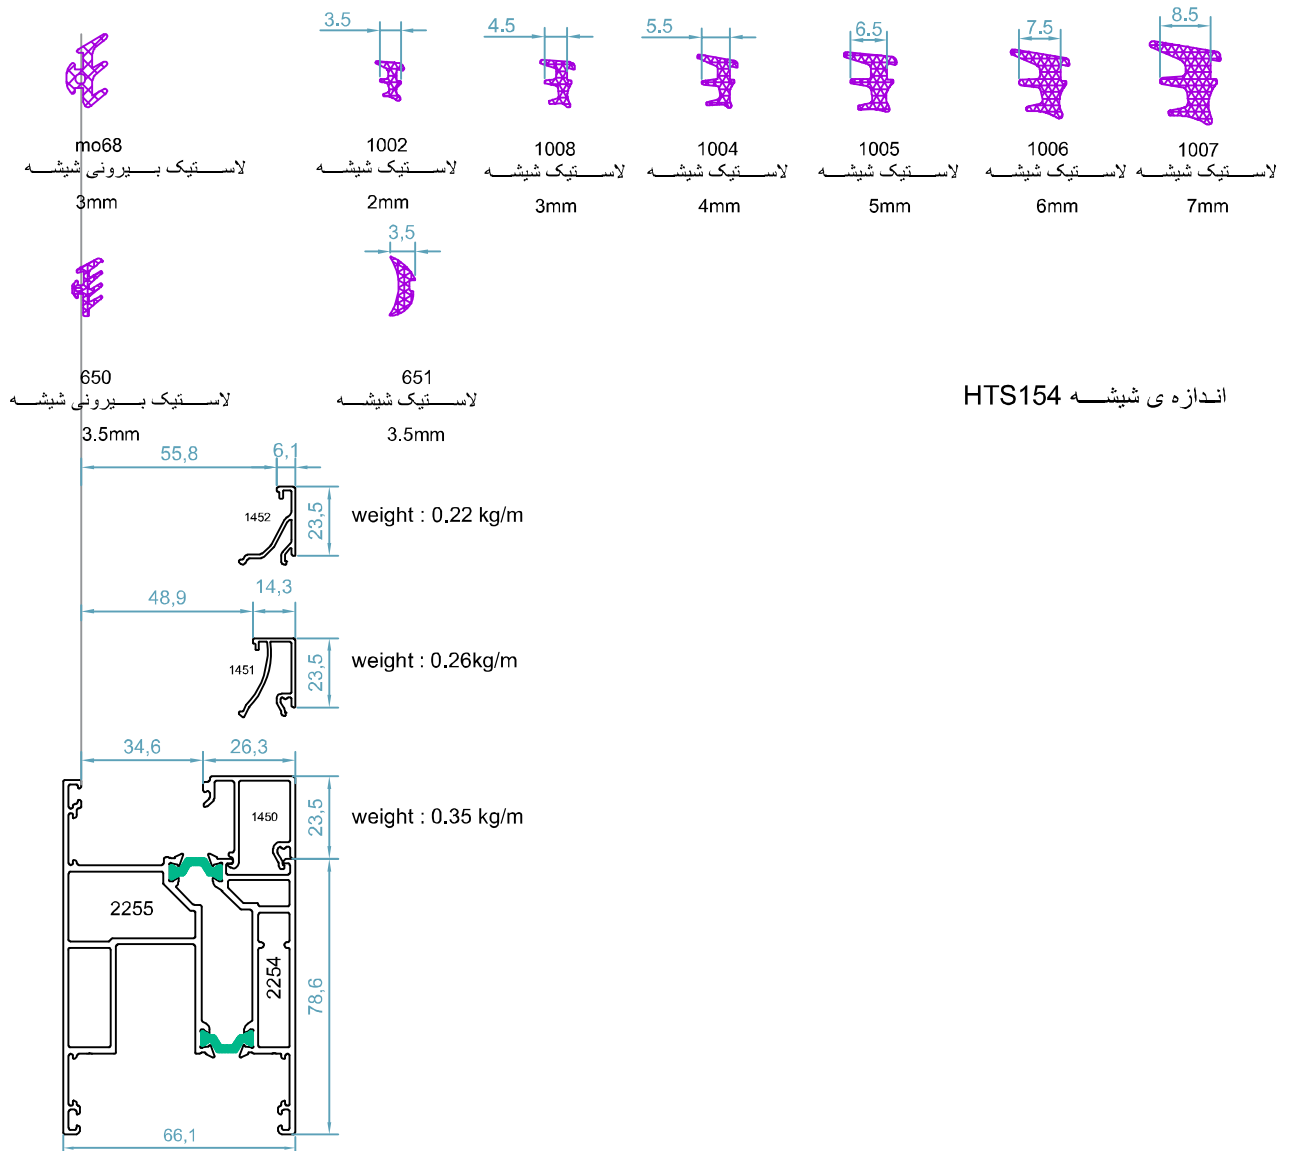 3.5
4.5
5.5
6.5
7.5
8.5
mo68
لاستیک بیرونی شیشه
3mm
1002
لاستیک شیشه
2mm
1008
لاستیک شیشه
3mm
1004
لاستیک شیشه
4mm
1005
لاستیک شیشه
5mm
1006
لاستیک شیشه
6mm
1007
لاستیک شیشه
7mm
3,5
650
لاستیک بیرونی شیشه
3.5mm
651
لاستیک شیشه
3.5mm
اندازه ی شیشه HTS154
55,8
6,1
1452
23,5
weight : 0.22 kg/m
48,9
14,3
1451
23,5
weight : 0.26kg/m
34,6
26,3
1450
23,5
weight : 0.35 kg/m
2255
2254
78,6
66,1